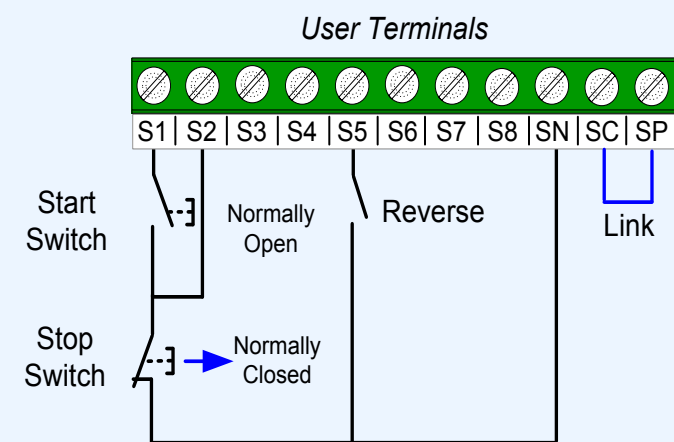 User Terminals
S1 | S2 | S3 | S4 | S5 | S6 | S7 | S8 | SN | SC | SP
Start
Switch
Normally
Open
Reverse
Link
Stop
Switch
Normally
Closed